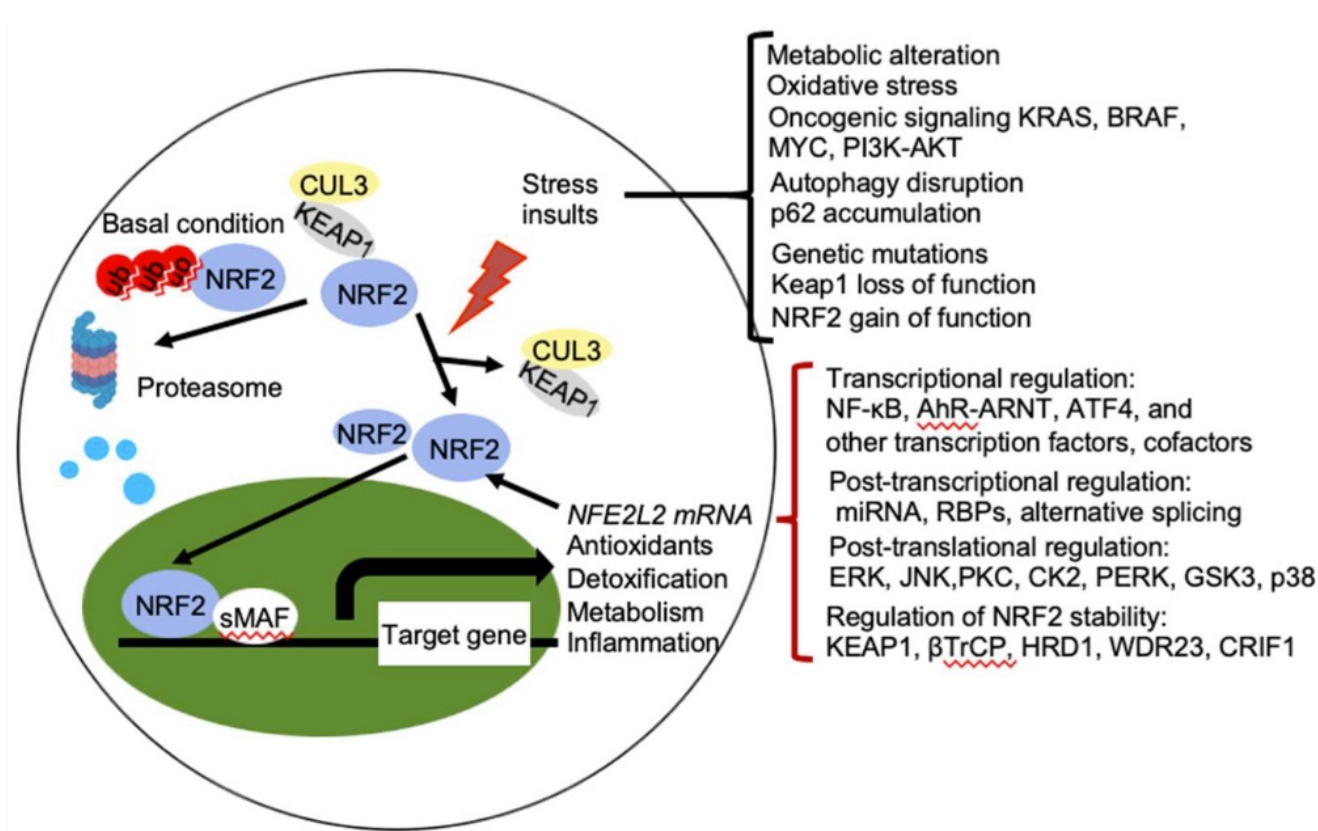 CUL3
KEAP1
NRF2
Basal condition
ub ub ub NRF2
Proteasome
Stress
insults
CUL3
KEAP1
NRF2
NRF2
NRF2
sMAF
Target gene
NFE2L2 mRNA
Antioxidants
Detoxification
Metabolism
Inflammation
Metabolic alteration
Oxidative stress
Oncogenic signaling KRAS, BRAF,
MYC, PI3K-AKT
Autophagy disruption
p62 accumulation
Genetic mutations
Keap1 loss of function
NRF2 gain of function
Transcriptional regulation:
NF-κB, AhR-ARNT, ATF4, and
other transcription factors, cofactors
Post-transcriptional regulation:
miRNA, RBPs, alternative splicing
Post-translational regulation:
ERK, JNK,PKC, CK2, PERK, GSK3, p38
Regulation of NRF2 stability:
KEAP1, βTrCP, HRD1, WDR23, CRIF1